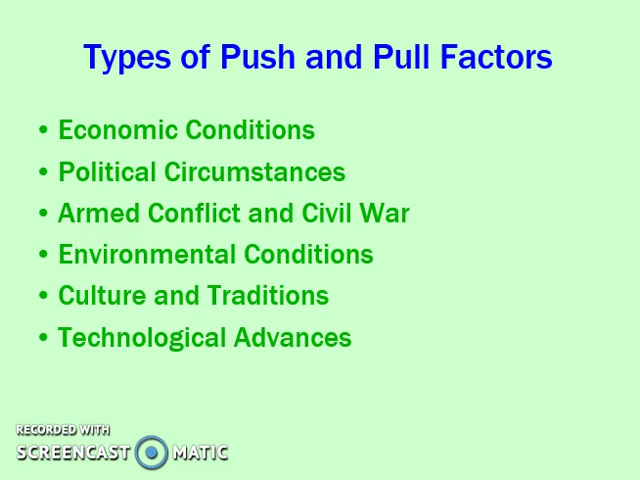 Types of Push and Pull Factors
• Economic Conditions
• Political Circumstances
• Armed Conflict and Civil War
• Environmental Conditions
• Culture and Traditions
• Technological Advances
RECORDED WITH
SCREENCAST MATIC